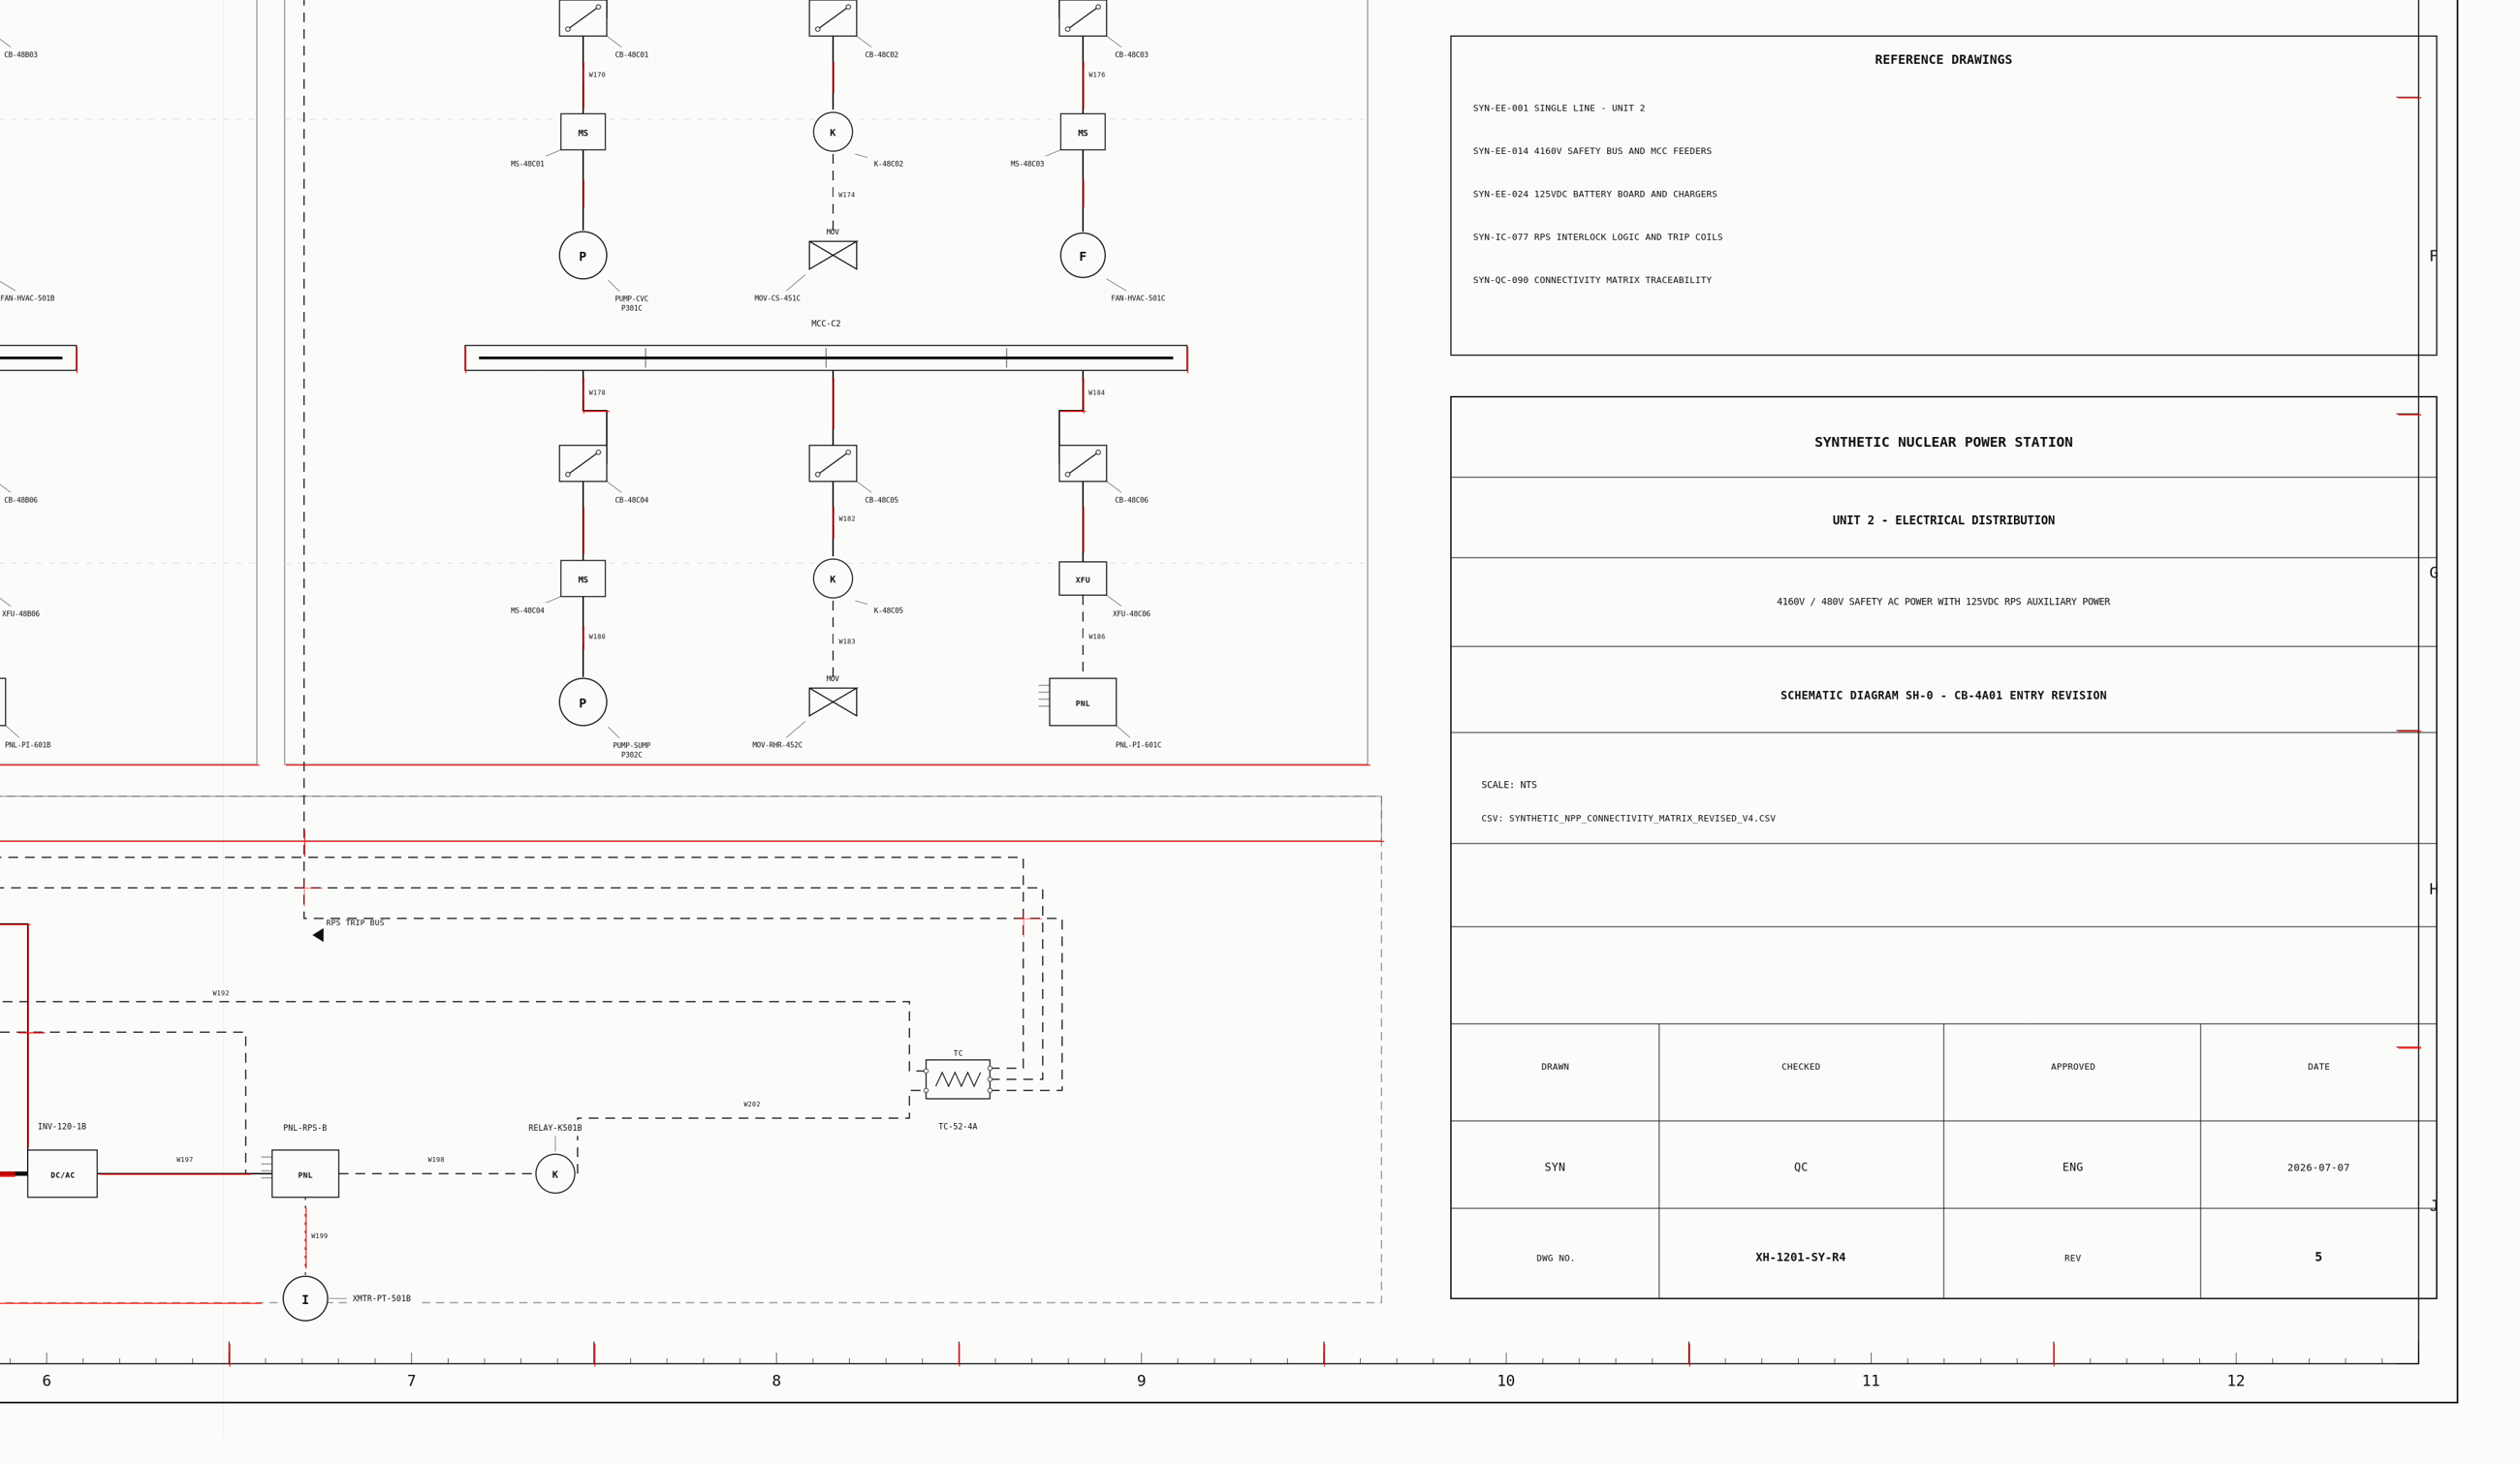 CB-48B03
CB-48C01
CB-48C02
CB-48C03
W170
W176
MS
K
MS
MS-48C01
K-48C02
MS-48C03
W174
MOV
P
F
FAN-HVAC-501B
PUMP-CVC
P301C
MOV-CS-451C
FAN-HVAC-501C
MCC-C2
W178
W184
CB-48B06
CB-48C04
CB-48C05
CB-48C06
W182
MS
K
XFU
XFU-48B06
MS-48C04
K-48C05
XFU-48C06
W180
W183
W186
MOV
P
PNL
PNL-PI-601B
PUMP-SUMP
P302C
MOV-RHR-452C
PNL-PI-601C
RPS TRIP BUS
W192
TC
W202
INV-120-1B
PNL-RPS-B
RELAY-K501B
TC-52-4A
W197
W198
DC/AC
PNL
K
W199
I
XMTR-PT-501B
REFERENCE DRAWINGS
SYN-EE-001 SINGLE LINE - UNIT 2
SYN-EE-014 4160V SAFETY BUS AND MCC FEEDERS
SYN-EE-024 125VDC BATTERY BOARD AND CHARGERS
SYN-IC-077 RPS INTERLOCK LOGIC AND TRIP COILS
SYN-QC-090 CONNECTIVITY MATRIX TRACEABILITY
SYNTHETIC NUCLEAR POWER STATION
UNIT 2 - ELECTRICAL DISTRIBUTION
4160V / 480V SAFETY AC POWER WITH 125VDC RPS AUXILIARY POWER
SCHEMATIC DIAGRAM SH-0 - CB-4A01 ENTRY REVISION
SCALE: NTS
CSV: SYNTHETIC_NPP_CONNECTIVITY_MATRIX_REVISED_V4.CSV
DRAWN CHECKED APPROVED DATE
SYN QC ENG 2026-07-07
DWG NO. XH-1201-SY-R4 REV 5
F
G
H
J
6 7 8 9 10 11 12